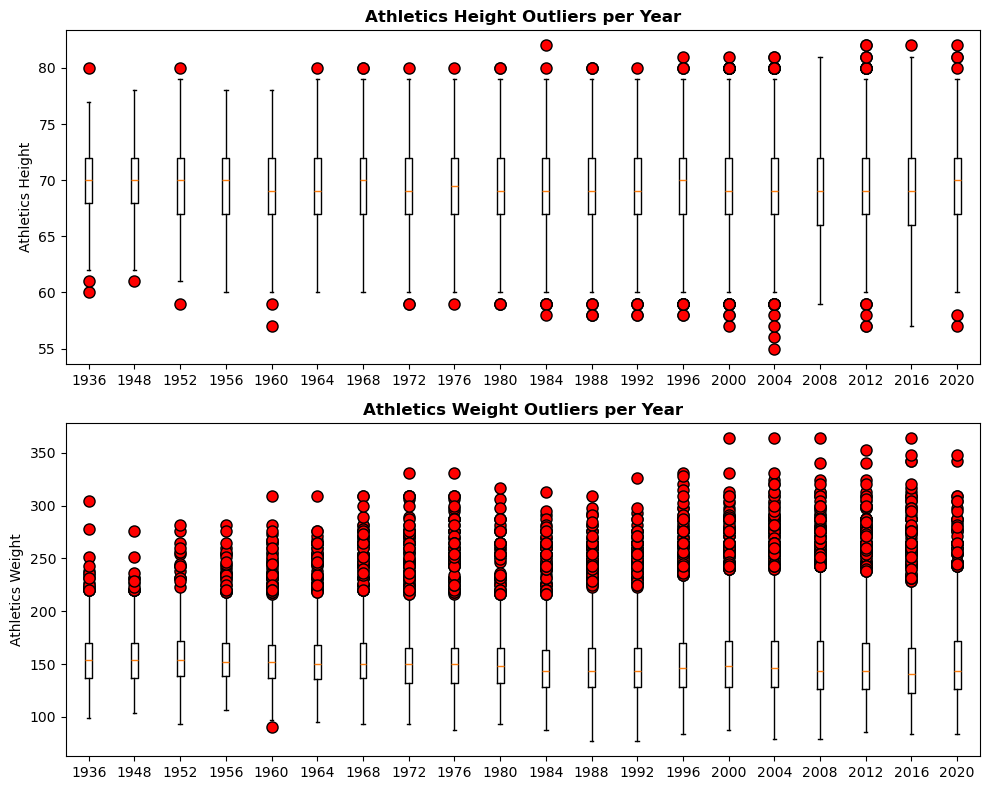 Athletics Height Outliers per Year
Athletics Height
80
75
70
65
60
55
1936 1948 1952 1956 1960 1964 1968 1972 1976 1980 1984 1988 1992 1996 2000 2004 2008 2012 2016 2020
Athletics Weight Outliers per Year
Athletics Weight
350
300
250
200
150
100
1936 1948 1952 1956 1960 1964 1968 1972 1976 1980 1984 1988 1992 1996 2000 2004 2008 2012 2016 2020